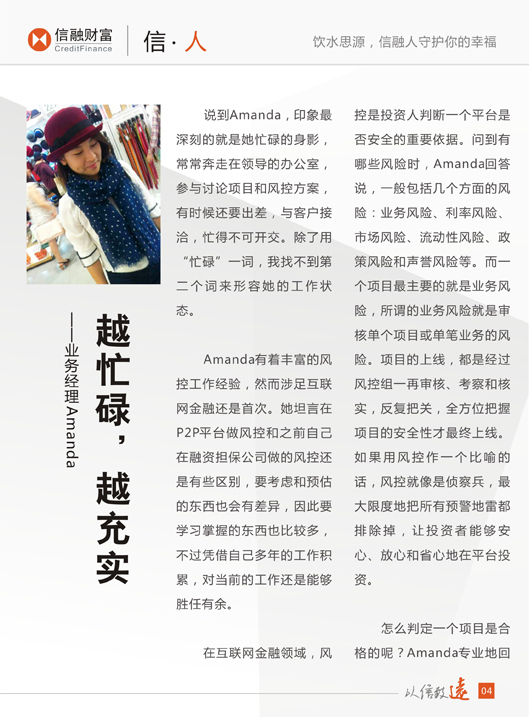 信融财富
CreditFinance
信·人
饮水思源，信融人守护你的幸福
越忙碌，越充实
——业务经理Amanda
说到Amanda，印象最
深刻的就是她忙碌的身影，
常常奔走在领导的办公室，
参与讨论项目和风控方案，
有时候还要出差，与客户接
洽，忙得不可开交。除了用
“忙碌”一词，我找不到第
二个词来形容她的工作状
态。
Amanda有着丰富的风
控工作经验，然而涉足互联
网金融还是首次。她坦言在
P2P平台做风控和之前自己
在融资担保公司做的风控还
是有些区别，要考虑和预估
的东西也会有差异，因此要
学习掌握的东西也比较多，
不过凭借自己多年的工作积
累，对当前的工作还是能够
胜任有余。
在互联网金融领域，风
控是投资人判断一个平台是
否安全的重要依据。问到有
哪些风险时，Amanda回答
说，一般包括几个方面的风
险：业务风险、利率风险、
市场风险、流动性风险、政
策风险和声誉风险等。而一
个项目最主要的就是业务风
险，所谓的业务风险就是审
核单个项目或单笔业务的风
险。项目的上线，都是经过
风控组一再审核、考察和核
实，反复把关，全方位把握
项目的安全性才最终上线。
如果用风控作一个比喻的
话，风控就像是侦察兵，最
大限度地把所有预警地雷都
排除掉，让投资者能够安
心、放心和省心地在平台投
资。
怎么判定一个项目是合
格的呢？Amanda专业地回
以信致遠
04